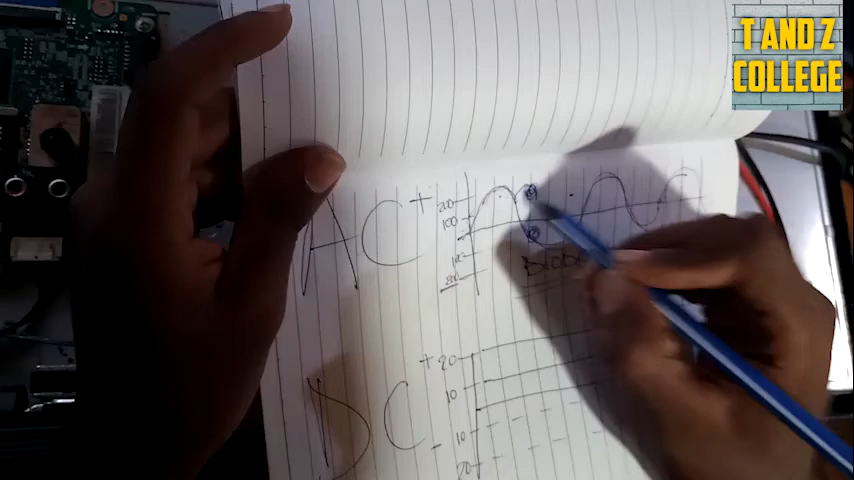 T AND Z
COLLEGE
AC
+
200
100
DC
+ 20
10
- 10
20